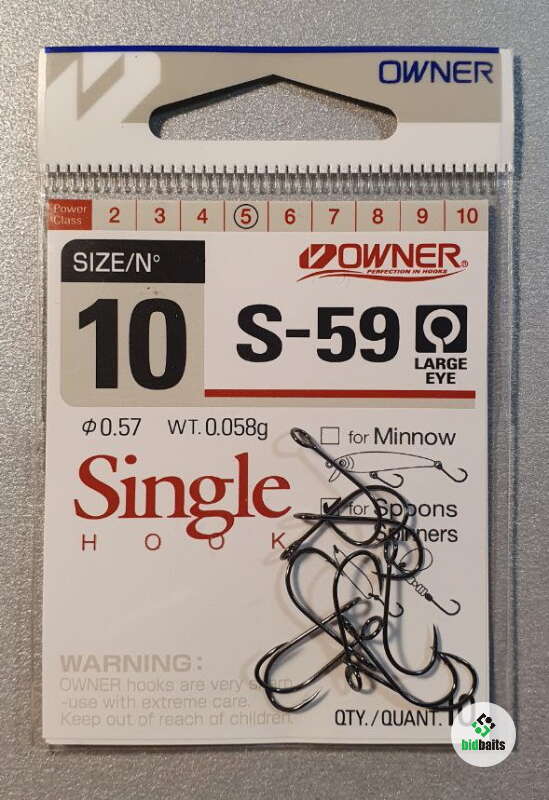 OWNER
Power Class 2 3 4 5 6 7 8 9 10
SIZE/N°
10
OWNER®
PERFECTION IN HOOKS
S-59
LARGE
EYE
φ0.57 WT. 0.058g
for Minnow
Single
HOOK
for Spoons
Spinners
WARNING:
OWNER hooks are very sharp
-use with extreme care.
Keep out of reach of children
QTY./QUANT. 10
bidbaits